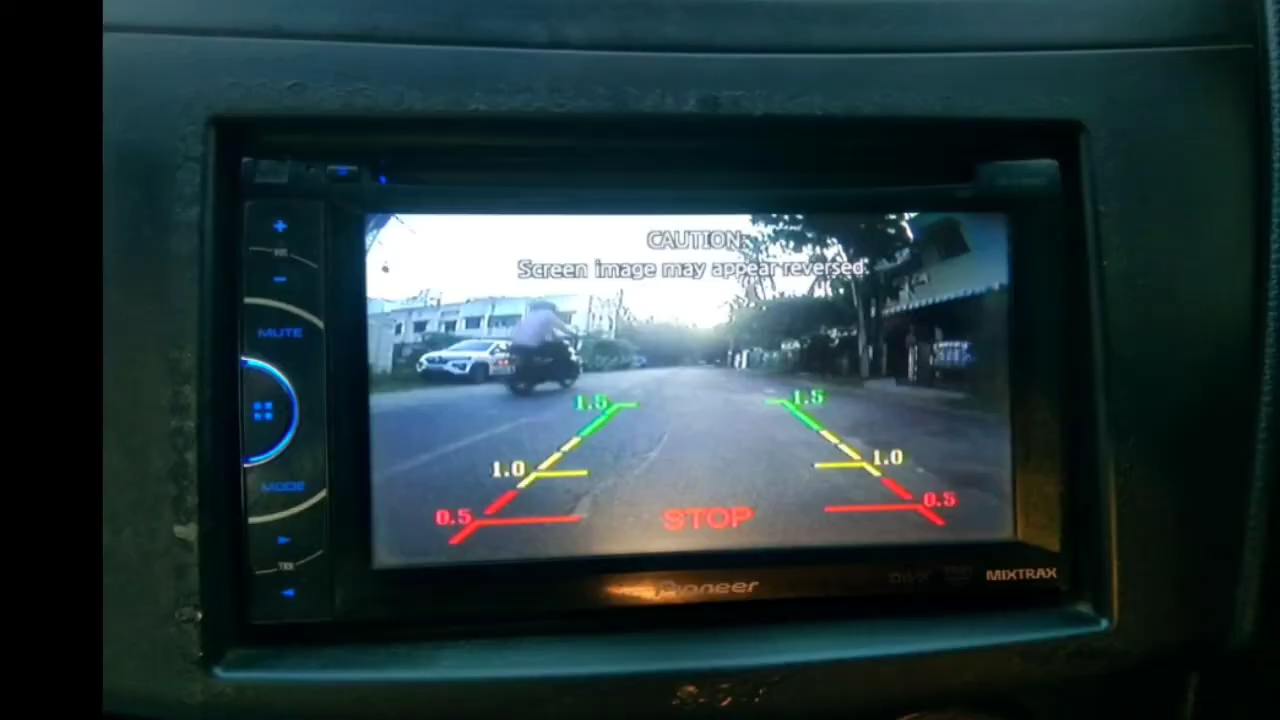 CAUTION:
Screen image may appear reversed.
MUTE
1.5 1.5
1.0 1.0
MODE
0.5 STOP 0.5
TRK
Pioneer
MIXTRAX